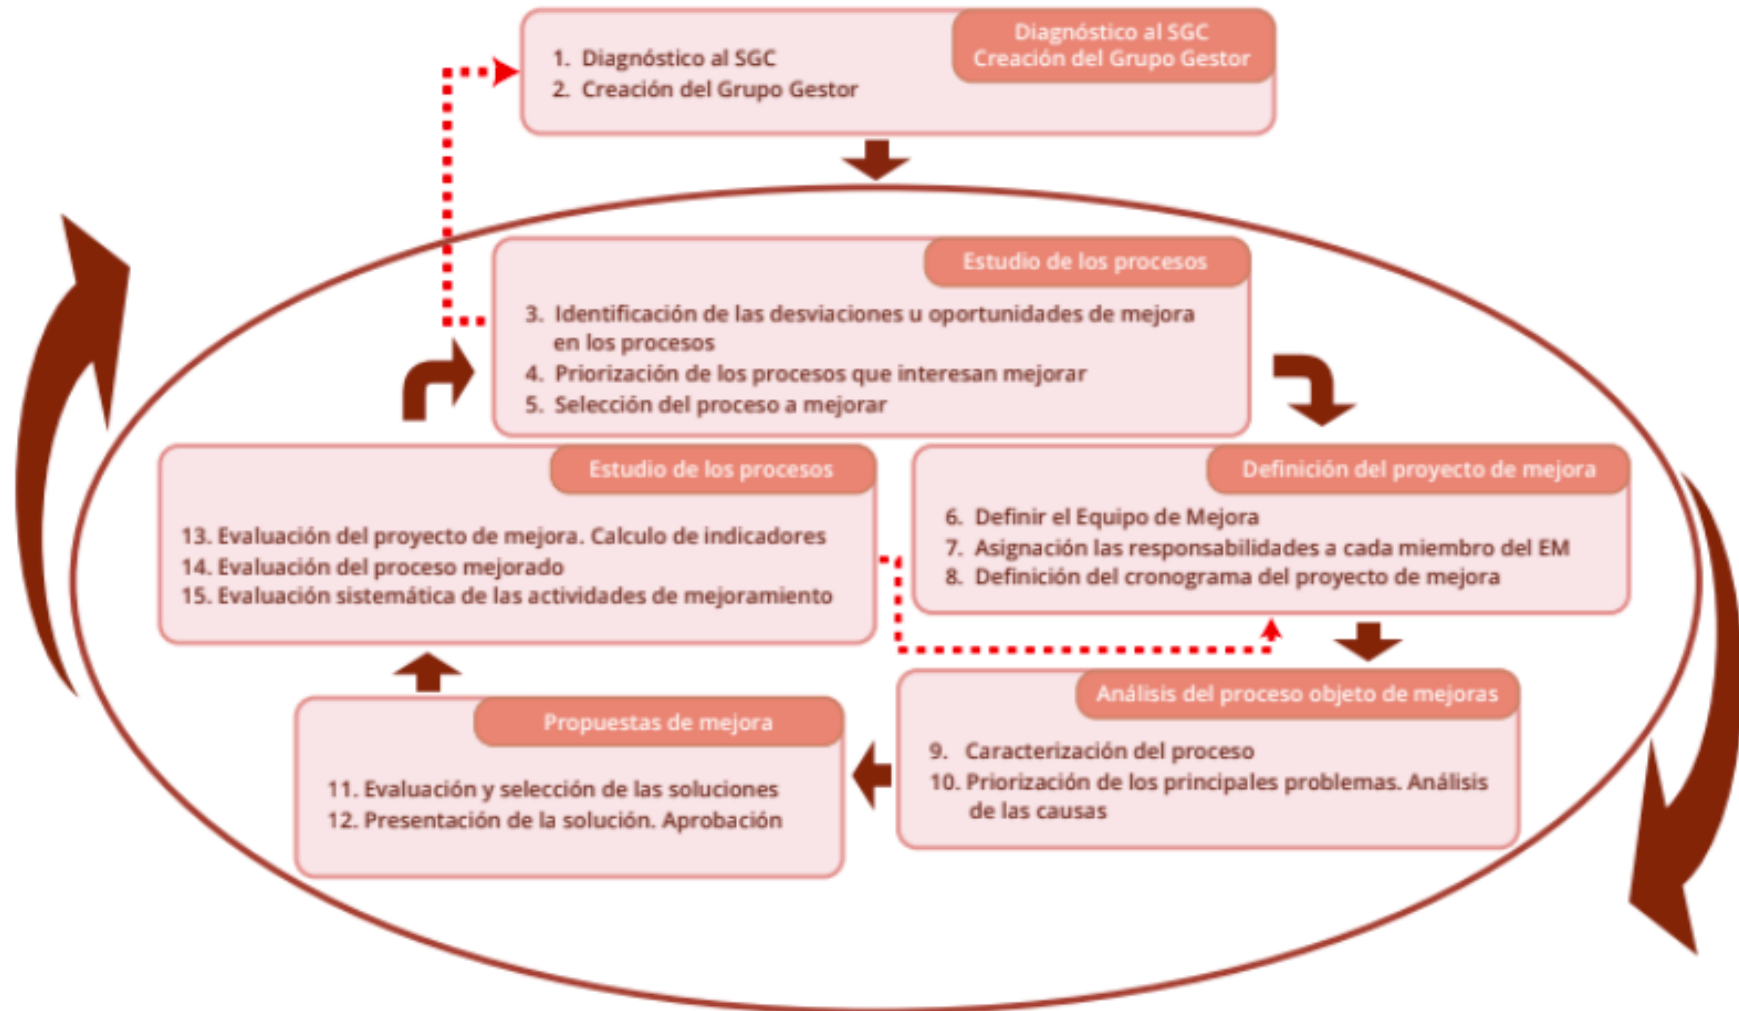 Diagnóstico al SGC
Creación del Grupo Gestor
1. Diagnóstico al SGC
2. Creación del Grupo Gestor
Estudio de los procesos
3. Identificación de las desviaciones u oportunidades de mejora
en los procesos
4. Priorización de los procesos que interesan mejorar
5. Selección del proceso a mejorar
Definición del proyecto de mejora
6. Definir el Equipo de Mejora
7. Asignación las responsabilidades a cada miembro del EM
8. Definición del cronograma del proyecto de mejora
Análisis del proceso objeto de mejoras
9. Caracterización del proceso
10. Priorización de los principales problemas. Análisis
de las causas
Propuestas de mejora
11. Evaluación y selección de las soluciones
12. Presentación de la solución. Aprobación
Estudio de los procesos
13. Evaluación del proyecto de mejora. Calculo de indicadores
14. Evaluación del proceso mejorado
15. Evaluación sistemática de las actividades de mejoramiento